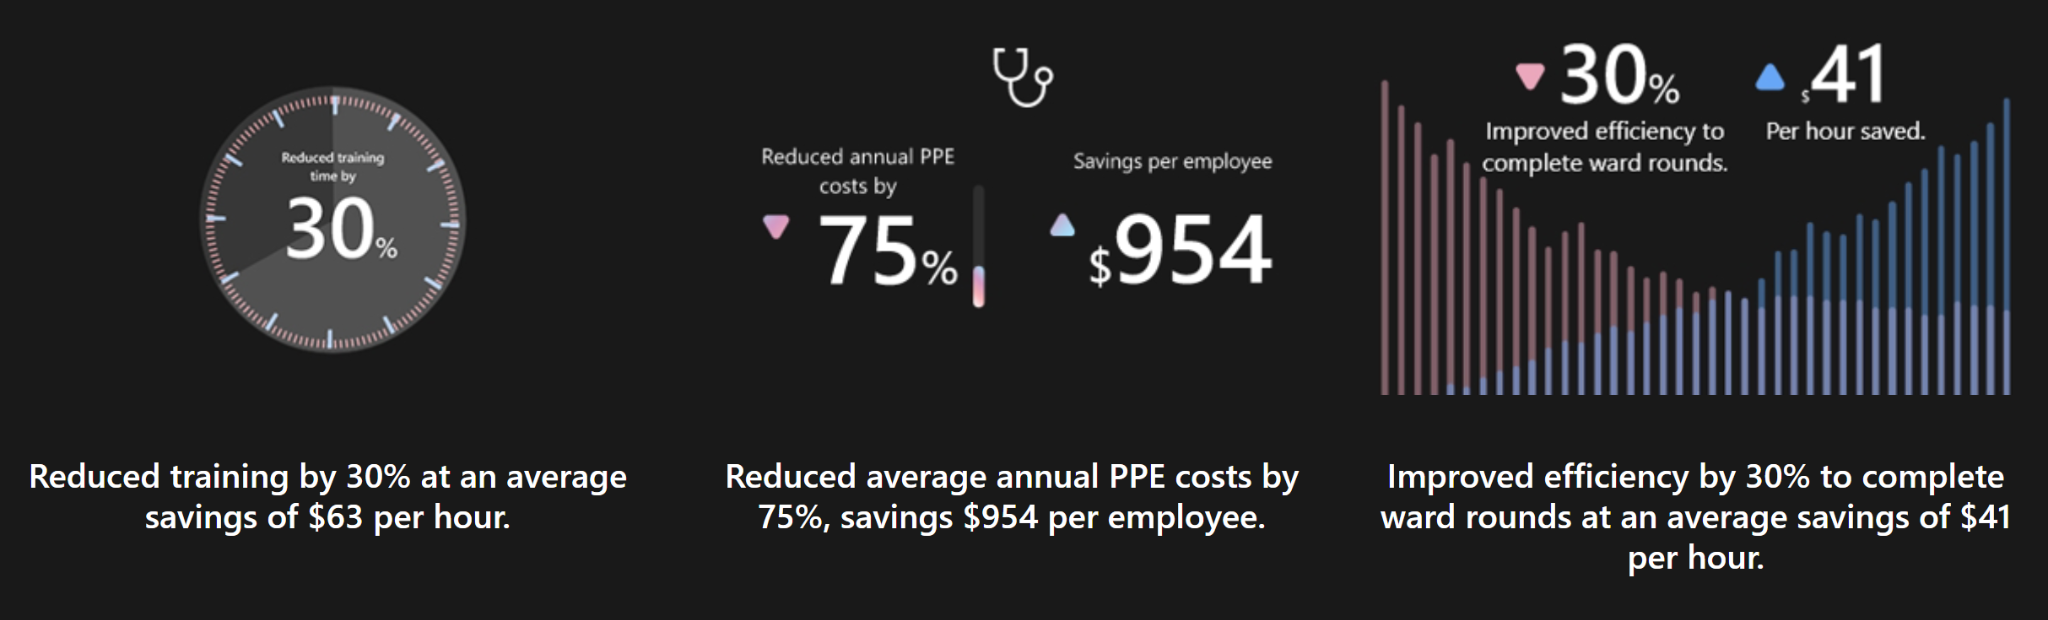 Reduced training
time by
30%
Reduced training by 30% at an average
savings of $63 per hour.
Reduced annual PPE
costs by
75%
Savings per employee
$954
Reduced average annual PPE costs by
75%, savings $954 per employee.
30%
Improved efficiency to
complete ward rounds.
$41
Per hour saved.
Improved efficiency by 30% to complete
ward rounds at an average savings of $41
per hour.